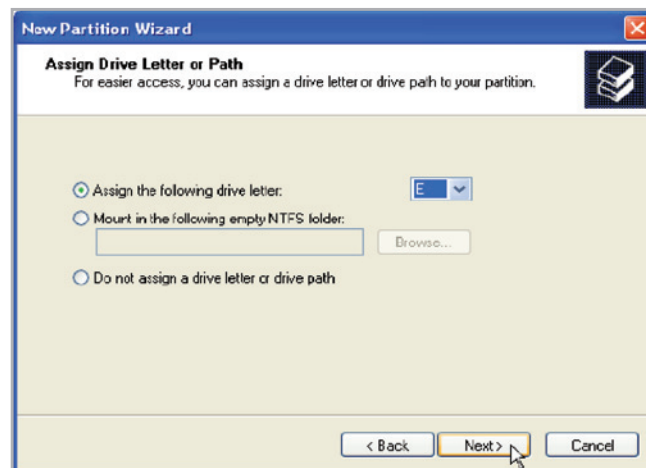 New Partition Wizard
Assign Drive Letter or Path
For easier access, you can assign a drive letter or drive path to your partition.
Assign the following drive letter: E
Mount in the following empty NTFS folder:
Browse...
Do not assign a drive letter or drive path
< Back Next > Cancel